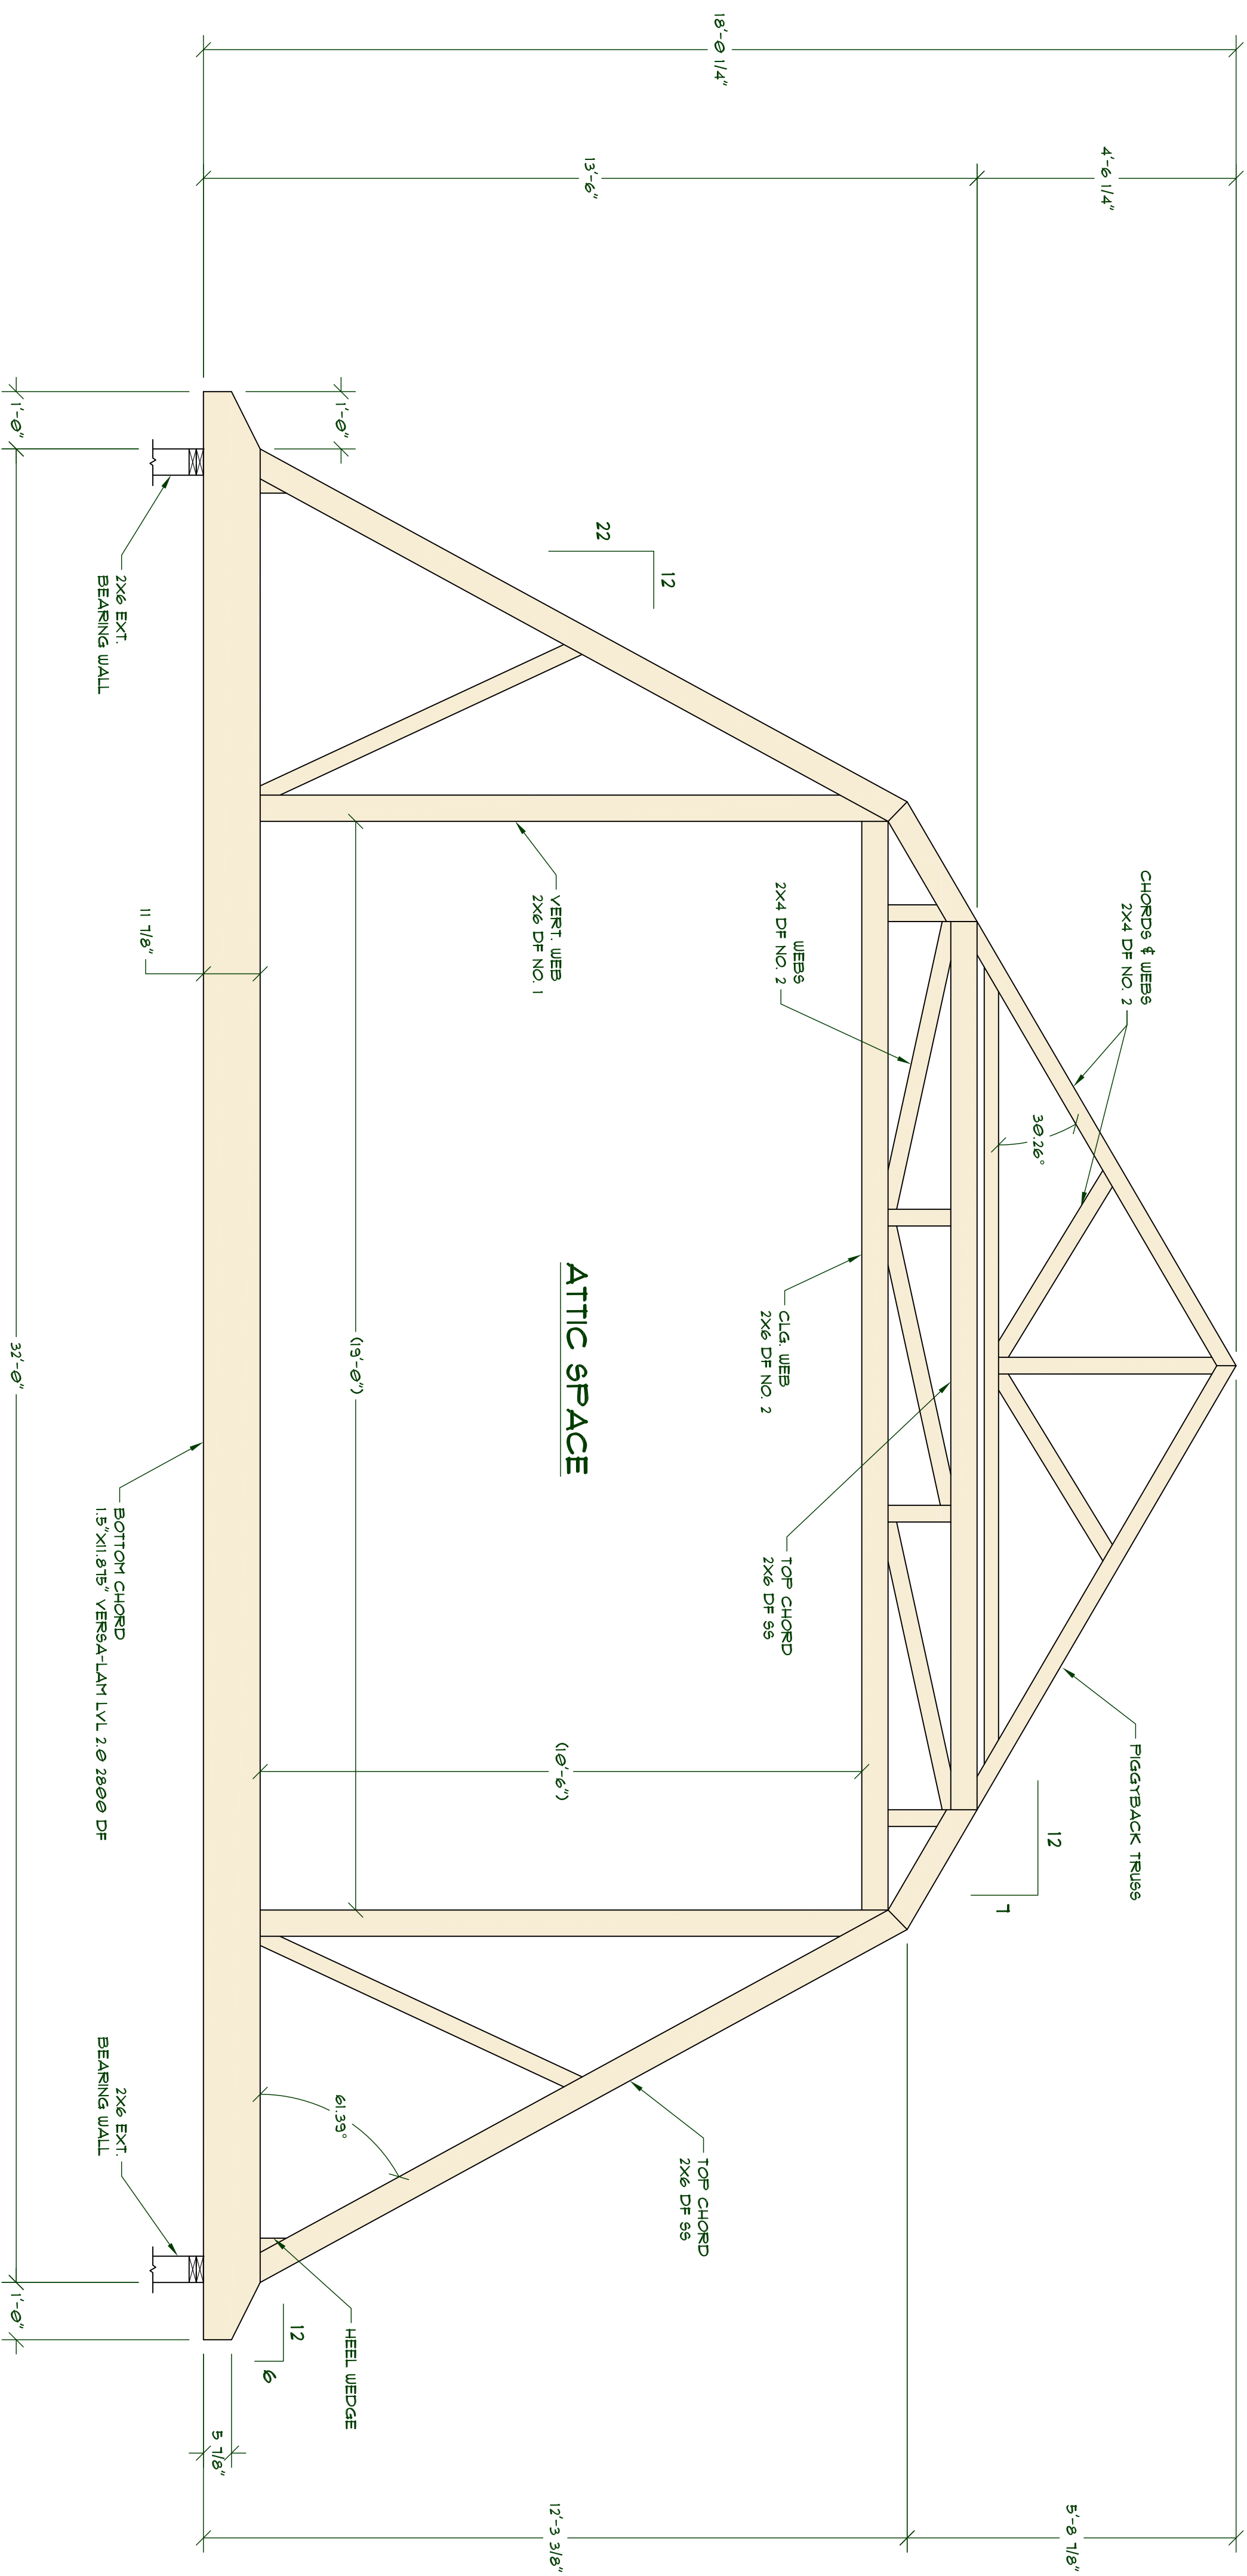 18'-0 1/4"
4'-6 1/4"
13'-6"
1'-0"
1'-0"
2X6 EXT.
BEARING WALL
22
12
CHORDS & WEBS
2X4 DF NO. 2
WEBS
2X4 DF NO. 2
VERT. WEB
2X6 DF NO. 1
11 7/8"
30.26°
ATTIC SPACE
CLG. WEB
2X6 DF NO. 2
(19'-0")
32'-0"
TOP CHORD
2X6 DF SS
BOTTOM CHORD
1.5"X11.875" VERSA-LAM LVL 2.0 2800 DF
PIGGYBACK TRUSS
(10'-6")
12
7
61.39°
TOP CHORD
2X6 DF SS
2X6 EXT.
BEARING WALL
HEEL WEDGE
12
6
1'-0"
5 7/8"
5'-8 7/8"
12'-3 3/8"